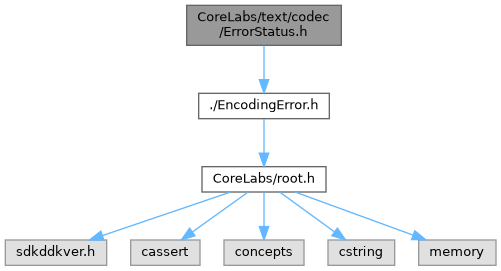 CoreLabs/text/codec
/ErrorStatus.h
./EncodingError.h
CoreLabs/root.h
sdkddkver.h
cassert
concepts
cstring
memory